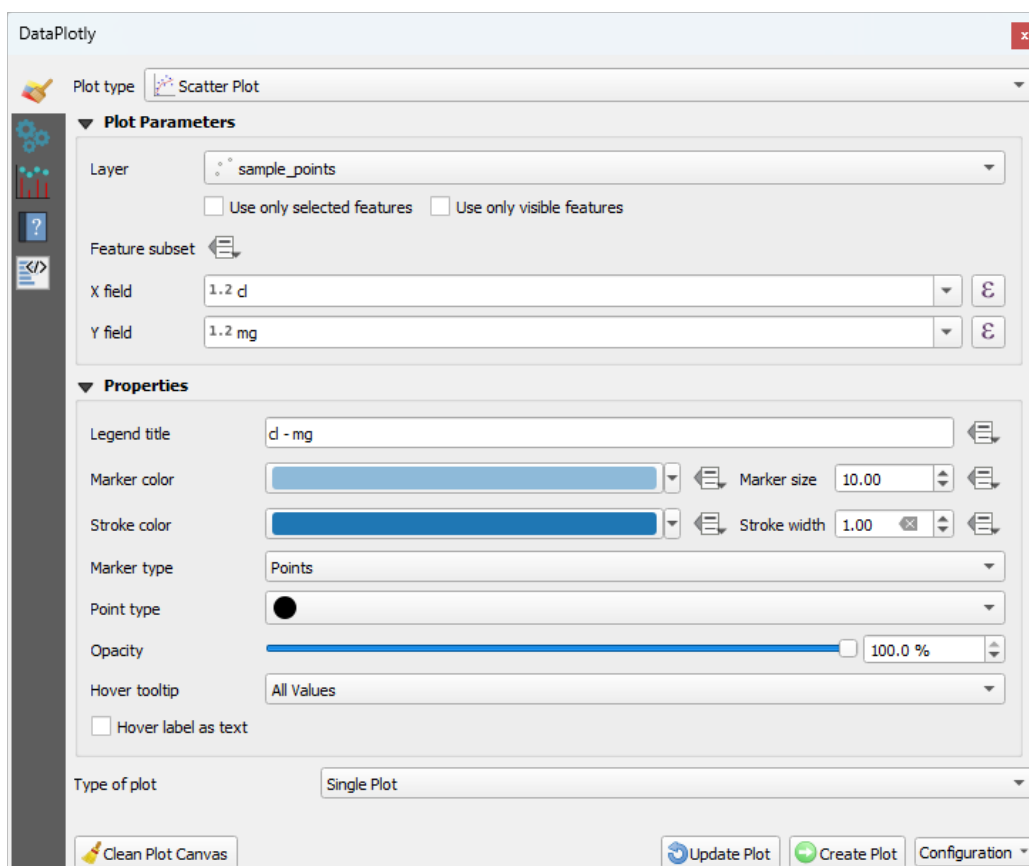 DataPlotly
x
Plot type Scatter Plot
Plot Parameters
Layer sample_points
Use only selected features Use only visible features
Feature subset
X field 1.2 cl ε
Y field 1.2 mg ε
Properties
Legend title cl - mg
Marker color Marker size 10.00
Stroke color Stroke width 1.00
Marker type Points
Point type
Opacity 100.0 %
Hover tooltip All Values
Hover label as text
Type of plot Single Plot
Clean Plot Canvas Update Plot Create Plot Configuration